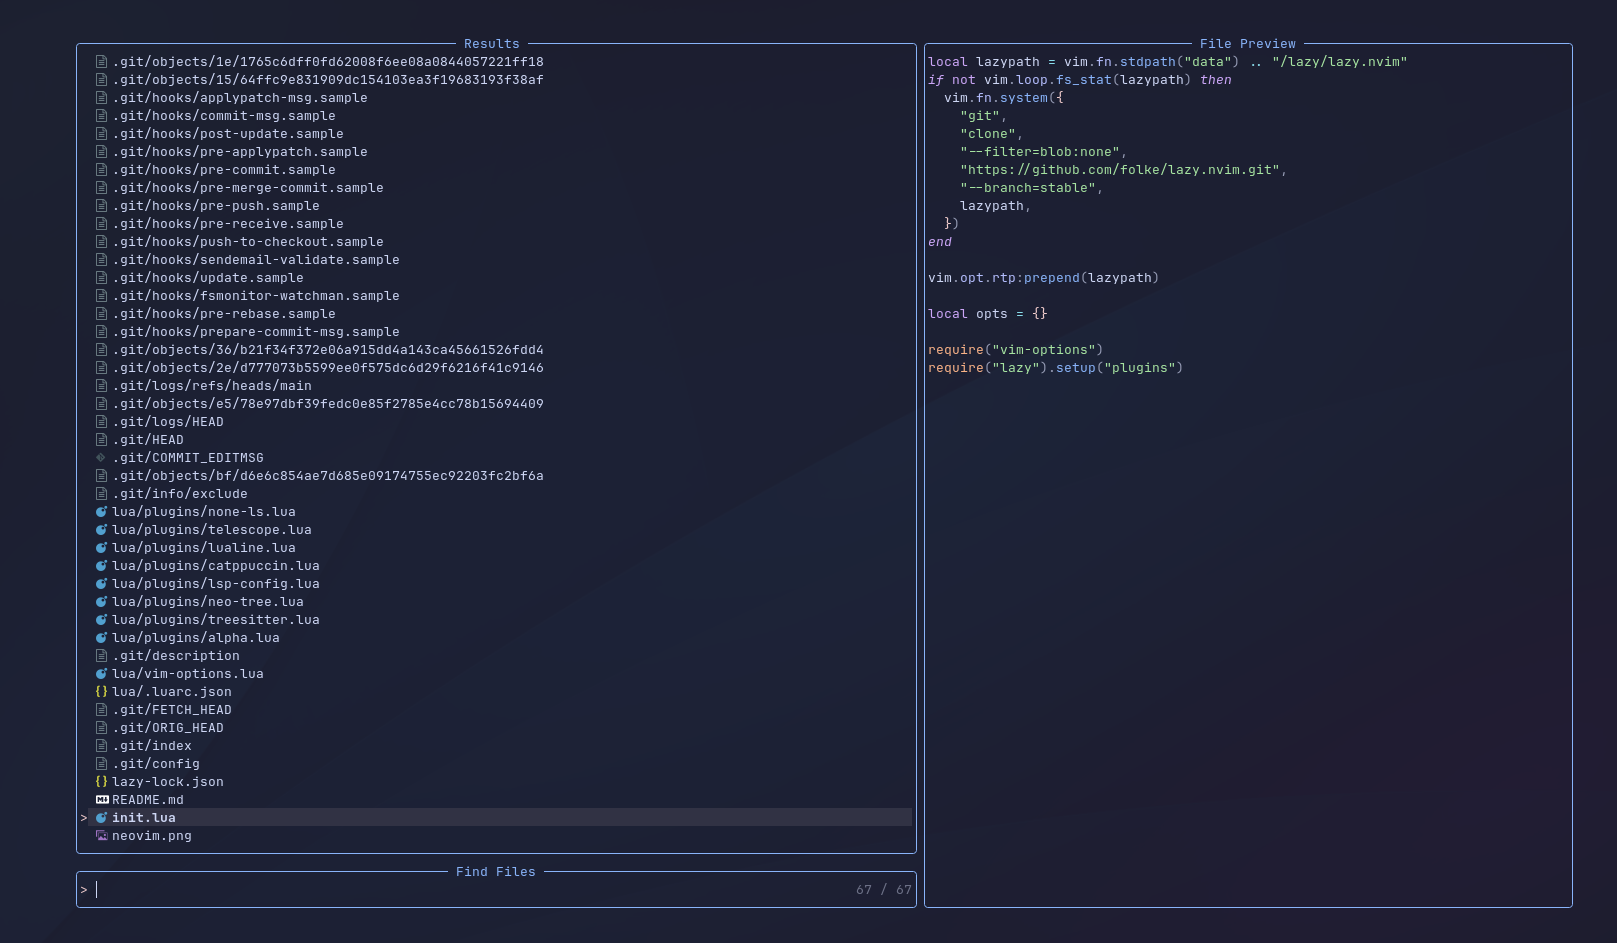 Results
.git/objects/1e/1765c6dff0fd62008f6ee08a0844057221ff18
.git/objects/15/64ffc9e831909dc154103ea3f19683193f38af
.git/hooks/applypatch-msg.sample
.git/hooks/commit-msg.sample
.git/hooks/post-update.sample
.git/hooks/pre-applypatch.sample
.git/hooks/pre-commit.sample
.git/hooks/pre-merge-commit.sample
.git/hooks/pre-push.sample
.git/hooks/pre-receive.sample
.git/hooks/push-to-checkout.sample
.git/hooks/sendemail-validate.sample
.git/hooks/update.sample
.git/hooks/fsmonitor-watchman.sample
.git/hooks/pre-rebase.sample
.git/hooks/prepare-commit-msg.sample
.git/objects/36/b21f34f372e06a915dd4a143ca45661526fdd4
.git/objects/2e/d777073b5599ee0f575dc6d29f6216f41c9146
.git/logs/refs/heads/main
.git/objects/e5/78e97dbf39fedc0e85f2785e4cc78b15694409
.git/logs/HEAD
.git/HEAD
.git/COMMIT_EDITMSG
.git/objects/bf/d6e6c854ae7d685e09174755ec92203fc2bf6a
.git/info/exclude
lua/plugins/none-ls.lua
lua/plugins/telescope.lua
lua/plugins/lualine.lua
lua/plugins/catppuccin.lua
lua/plugins/lsp-config.lua
lua/plugins/neo-tree.lua
lua/plugins/treesitter.lua
lua/plugins/alpha.lua
.git/description
lua/vim-options.lua
{} lua/.luarc.json
.git/FETCH_HEAD
.git/ORIG_HEAD
.git/index
.git/config
{} lazy-lock.json
README.md
> init.lua
neovim.png
Find Files
> 67 / 67
File Preview
local lazypath = vim.fn.stdpath("data") .. "/lazy/lazy.nvim"
if not vim.loop.fs_stat(lazypath) then
  vim.fn.system({
    "git",
    "clone",
    "--filter=blob:none",
    "https://github.com/folke/lazy.nvim.git",
    "--branch=stable",
    lazypath,
  })
end
vim.opt.rtp:prepend(lazypath)
local opts = {}
require("vim-options")
require("lazy").setup("plugins")